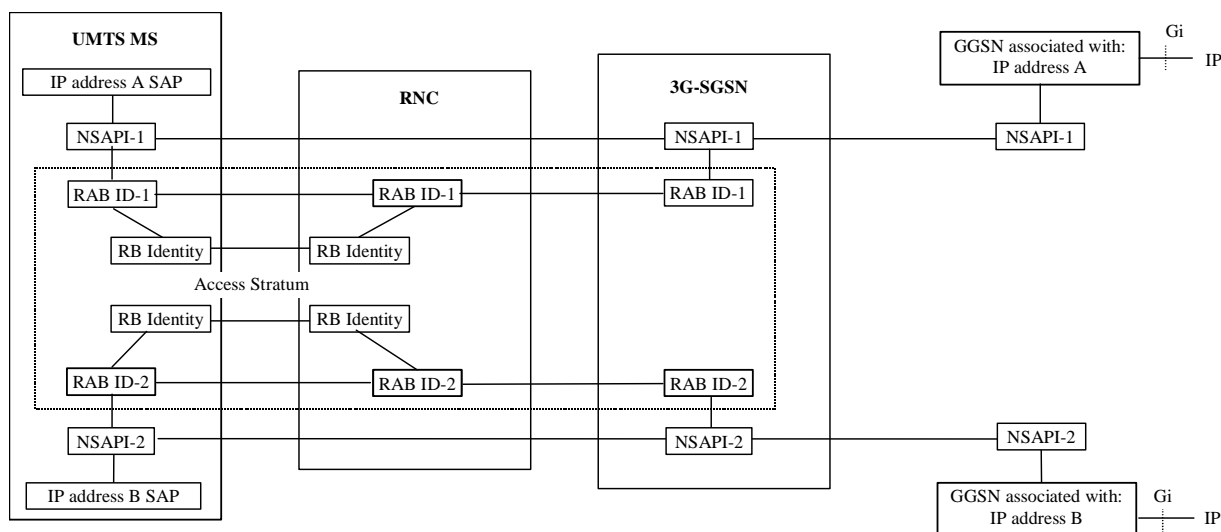 UMTS MS
IP address A SAP
NSAPI-1
RAB ID-1
RB Identity
Access Stratum
RB Identity
RAB ID-2
NSAPI-2
IP address B SAP
RNC
RAB ID-1
RB Identity
RB Identity
RAB ID-2
3G-SGSN
NSAPI-1
RAB ID-1
RAB ID-2
NSAPI-2
GGSN associated with:
IP address A
Gi
IP
NSAPI-1
NSAPI-2
GGSN associated with:
IP address B
Gi
IP